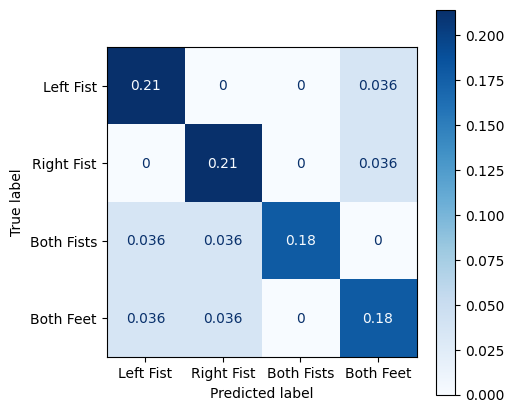 Left Fist 0.21 0 0 0.036
Right Fist 0 0.21 0 0.036
Both Fists 0.036 0.036 0.18 0
Both Feet 0.036 0.036 0 0.18
Left Fist Right Fist Both Fists Both Feet
Predicted label
True label
0.200
0.175
0.150
0.125
0.100
0.075
0.050
0.025
0.000